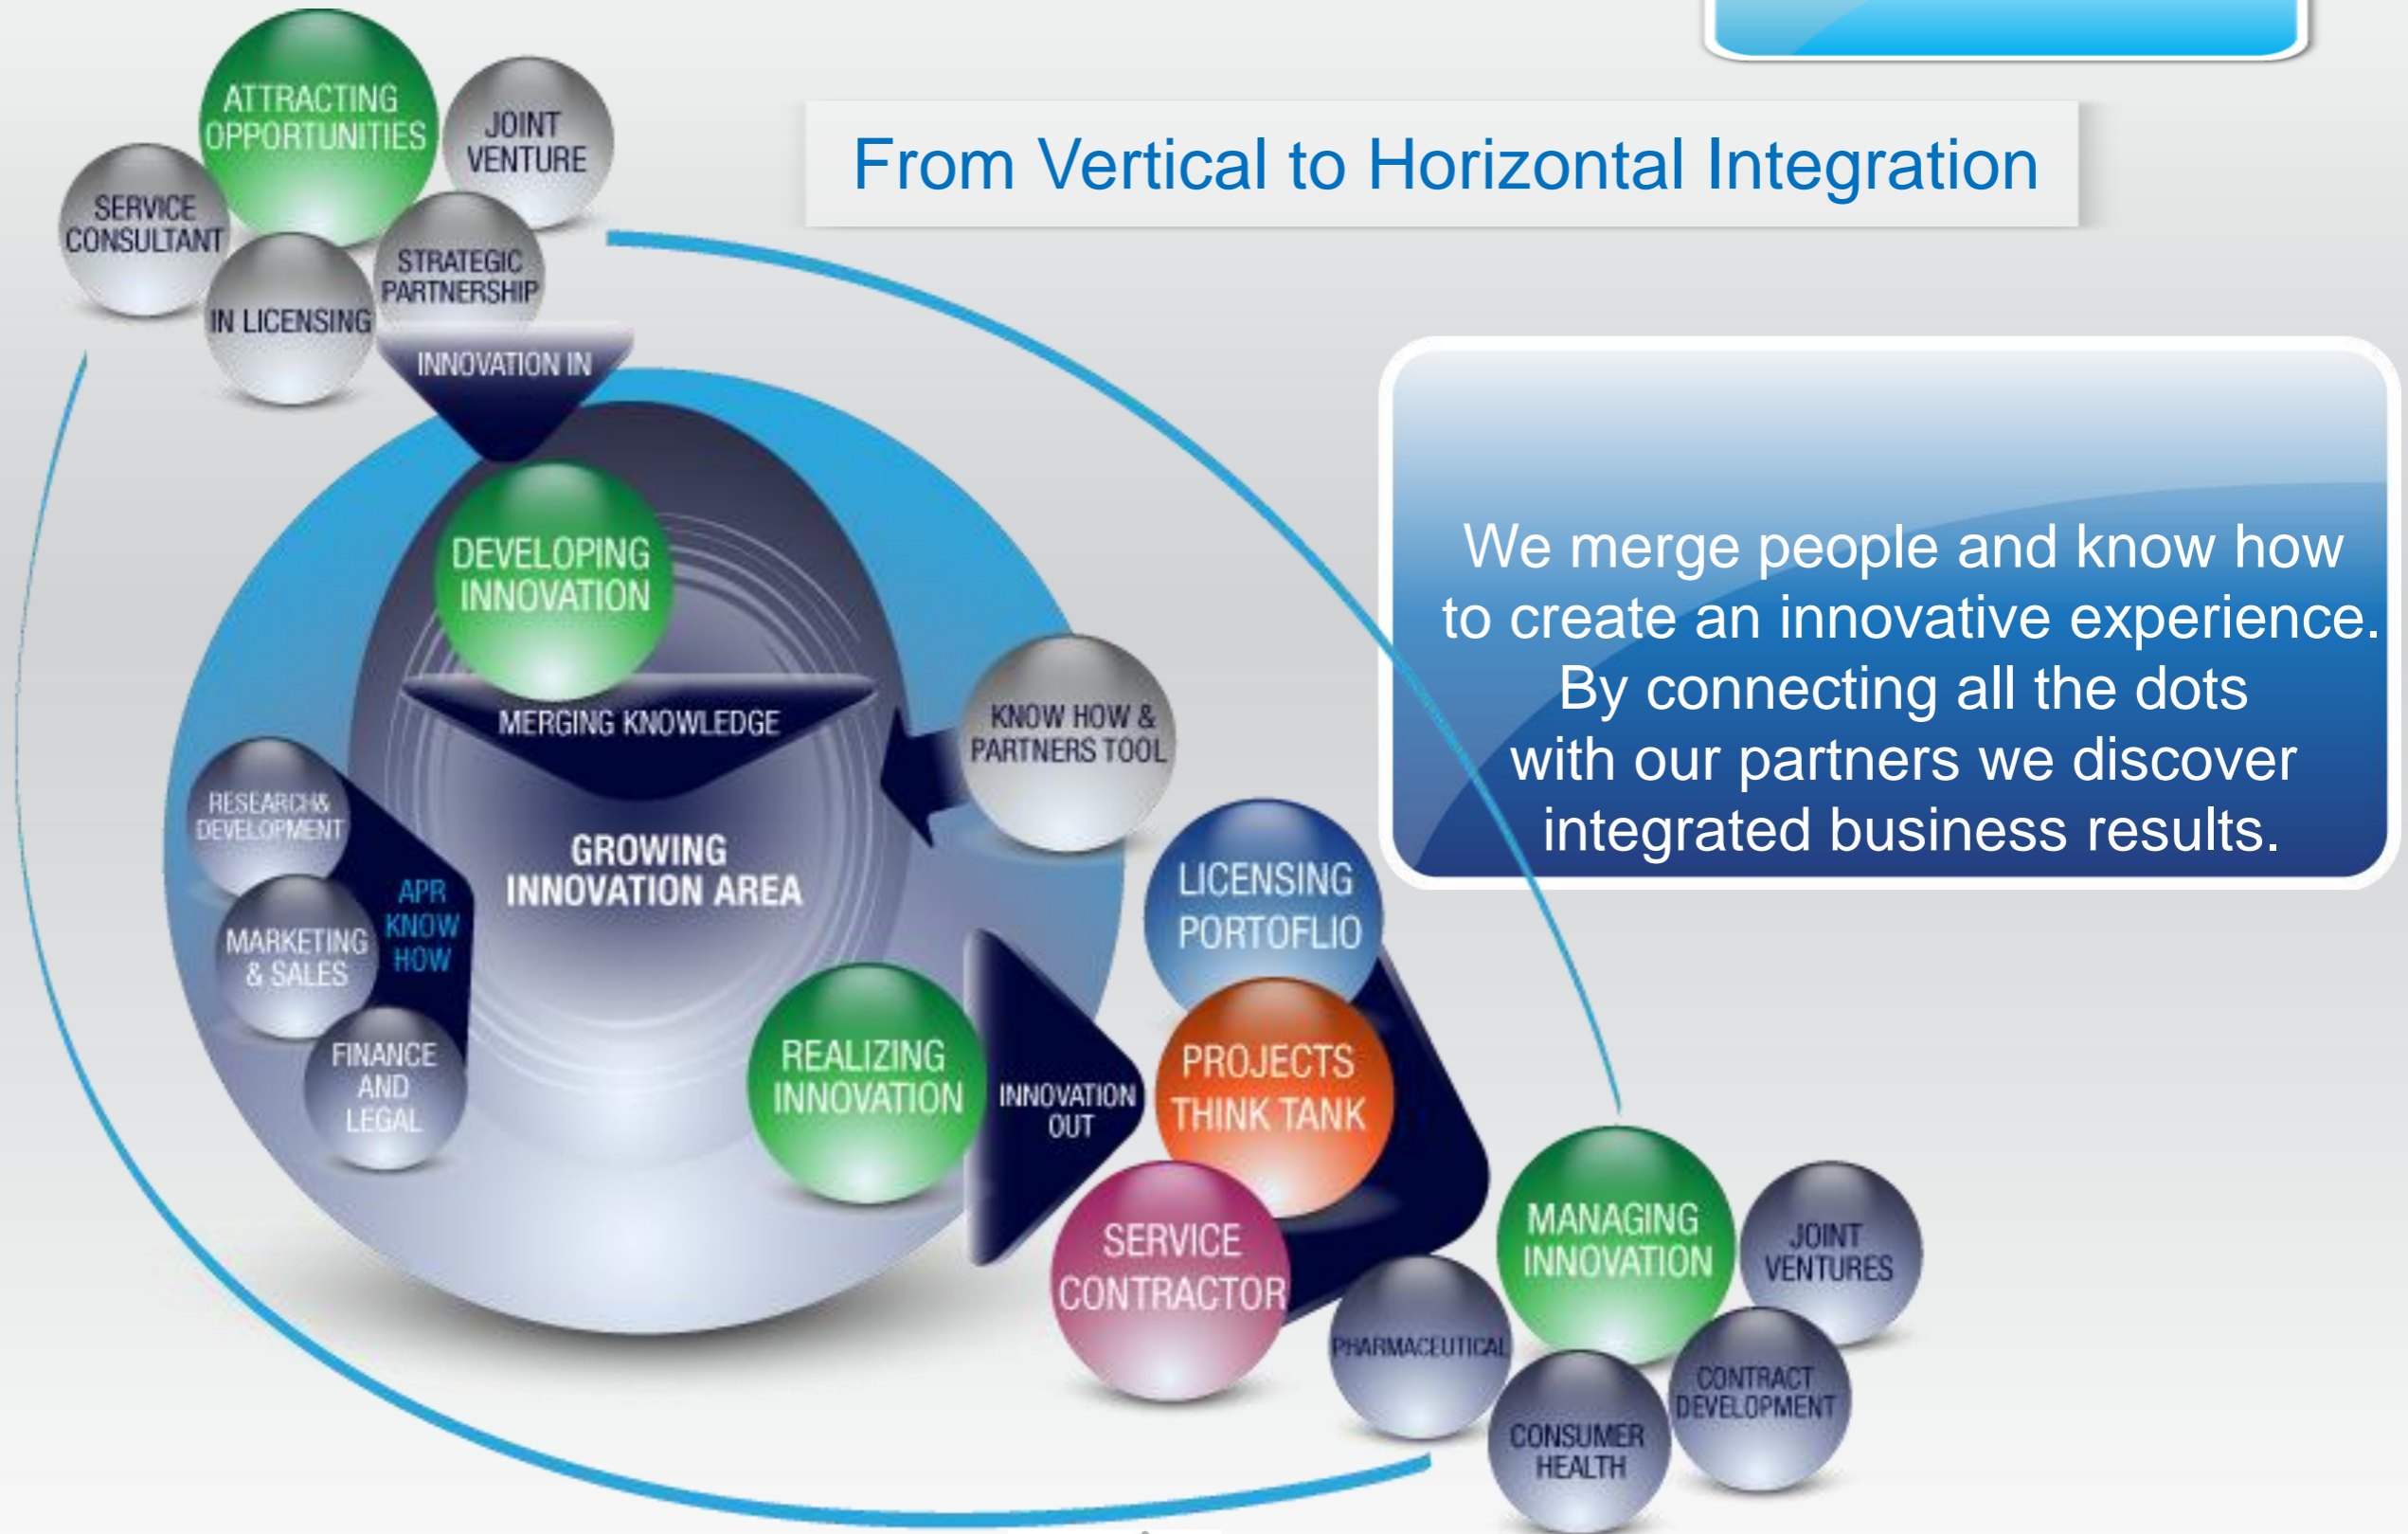 From Vertical to Horizontal Integration
ATTRACTING
OPPORTUNITIES
JOINT
VENTURE
SERVICE
CONSULTANT
STRATEGIC
PARTNERSHIP
IN LICENSING
INNOVATION IN
DEVELOPING
INNOVATION
MERGING KNOWLEDGE
KNOW HOW &
PARTNERS TOOL
RESEARCH&
DEVELOPMENT
MARKETING
& SALES
FINANCE
AND
LEGAL
APR
KNOW
HOW
GROWING
INNOVATION AREA
REALIZING
INNOVATION
INNOVATION
OUT
LICENSING
PORTOFLIO
PROJECTS
THINK TANK
SERVICE
CONTRACTOR
MANAGING
INNOVATION
JOINT
VENTURES
PHARMACEUTICAL
CONTRACT
DEVELOPMENT
CONSUMER
HEALTH
We merge people and know how
to create an innovative experience.
By connecting all the dots
with our partners we discover
integrated business results.